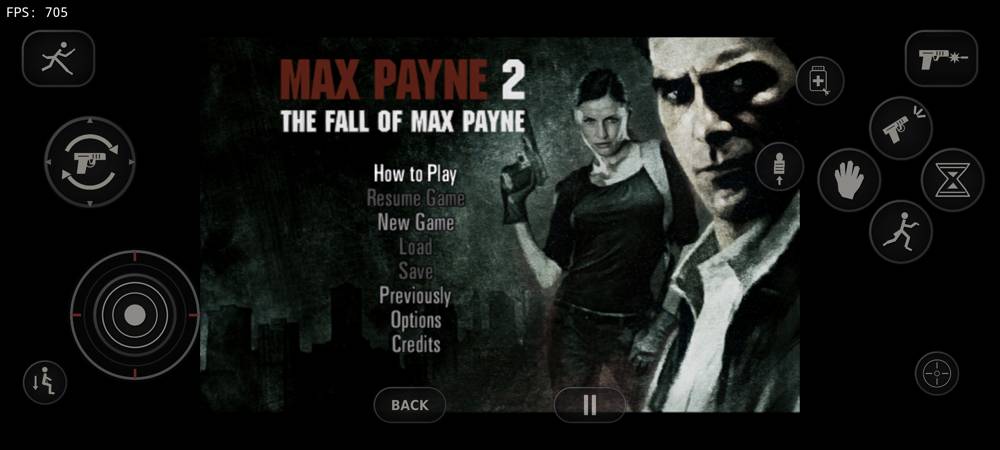 FPS: 705
MAX PAYNE 2
THE FALL OF MAX PAYNE
How to Play
Resume Game
New Game
Load
Save
Previously
Options
Credits
BACK